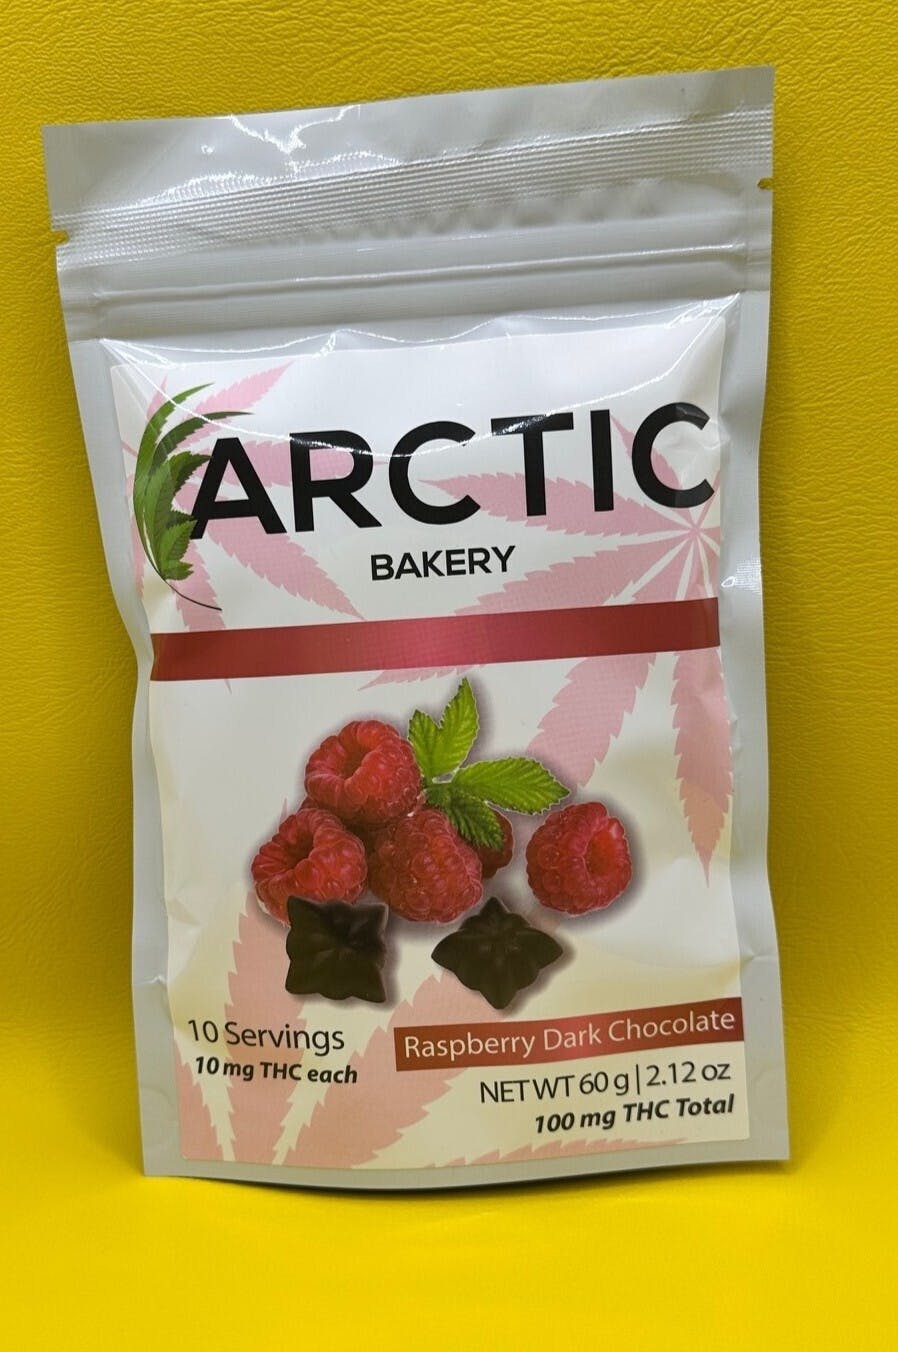 ARCTIC
BAKERY
10 Servings
10 mg THC each
Raspberry Dark Chocolate
NET WT 60 g | 2.12 oz
100 mg THC Total